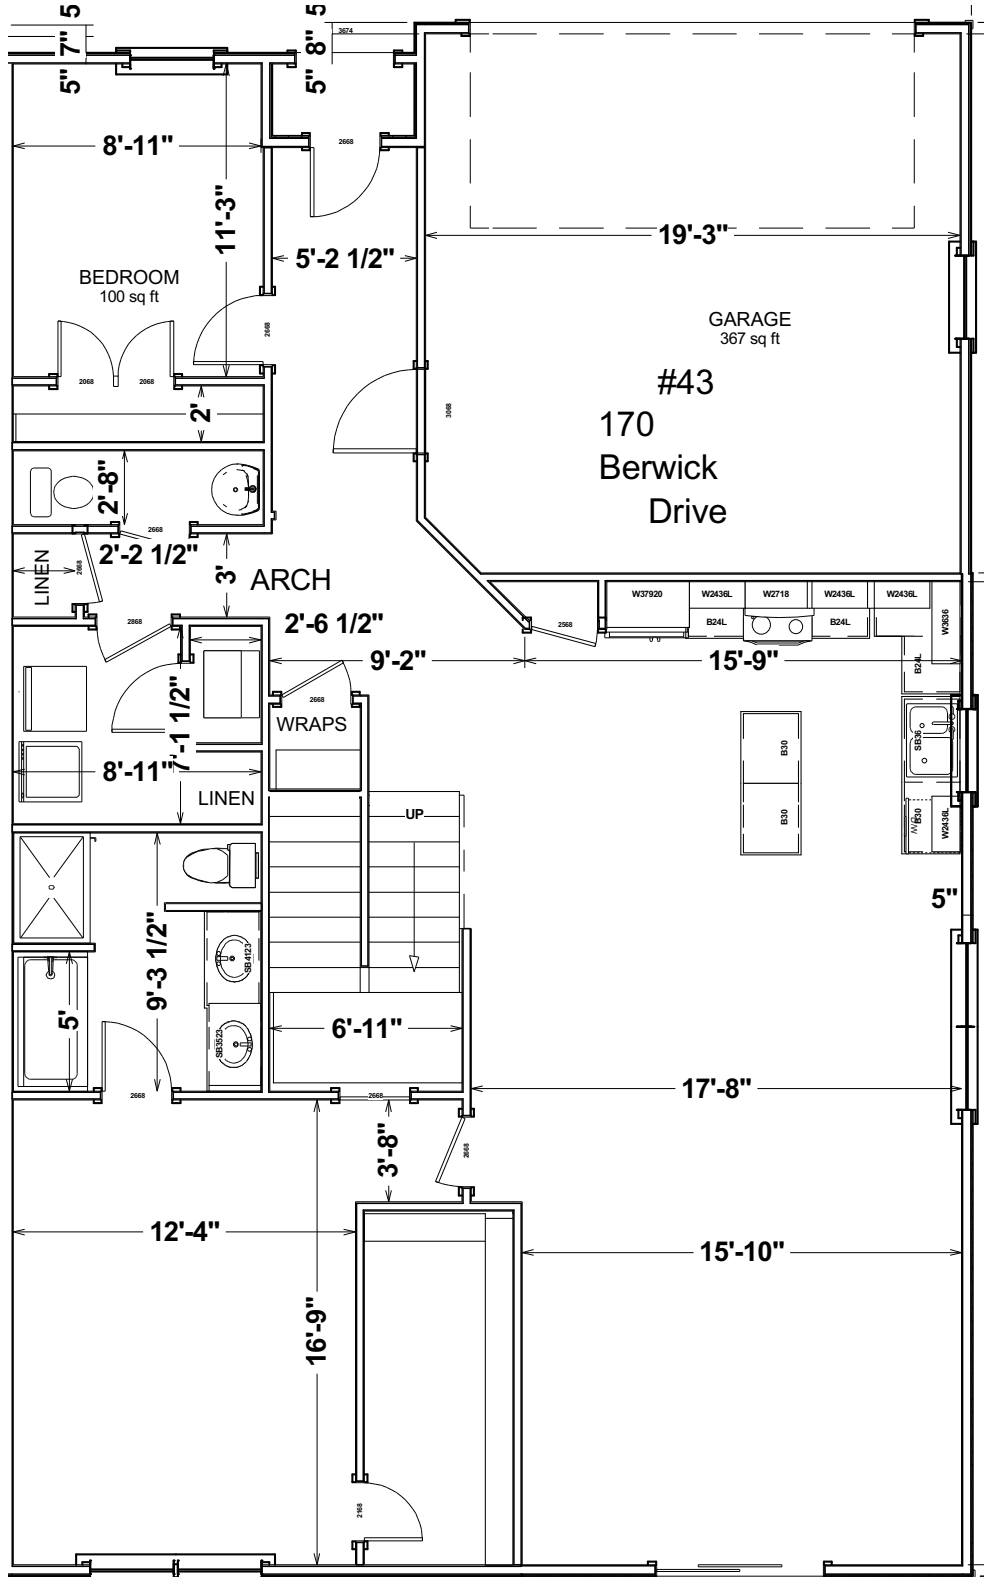 5
7"
5"
5
8"
5"
3674
2668
8'-11"
11'-3"
5'-2 1/2"
19'-3"
BEDROOM
100 sq ft
2668
GARAGE
367 sq ft
2068
2068
#43
170
Berwick
Drive
3068
2'
2'-8"
2668
2'-2 1/2"
LINEN
2668
3'
ARCH
2868
2'-6 1/2"
2568
W37920
W2436L
W2718
W2436L
W2436L
B24L
B24L
W3636
B24L
9'-2"
15'-9"
2668
WRAPS
7'-1 1/2"
8'-11"
LINEN
UP
B30
B30
SB36
B30
W2436L
5"
9'-3 1/2"
SB4123
5'
SB3523
6'-11"
2668
2668
17'-8"
3'-8"
2668
12'-4"
15'-10"
16'-9"
2168